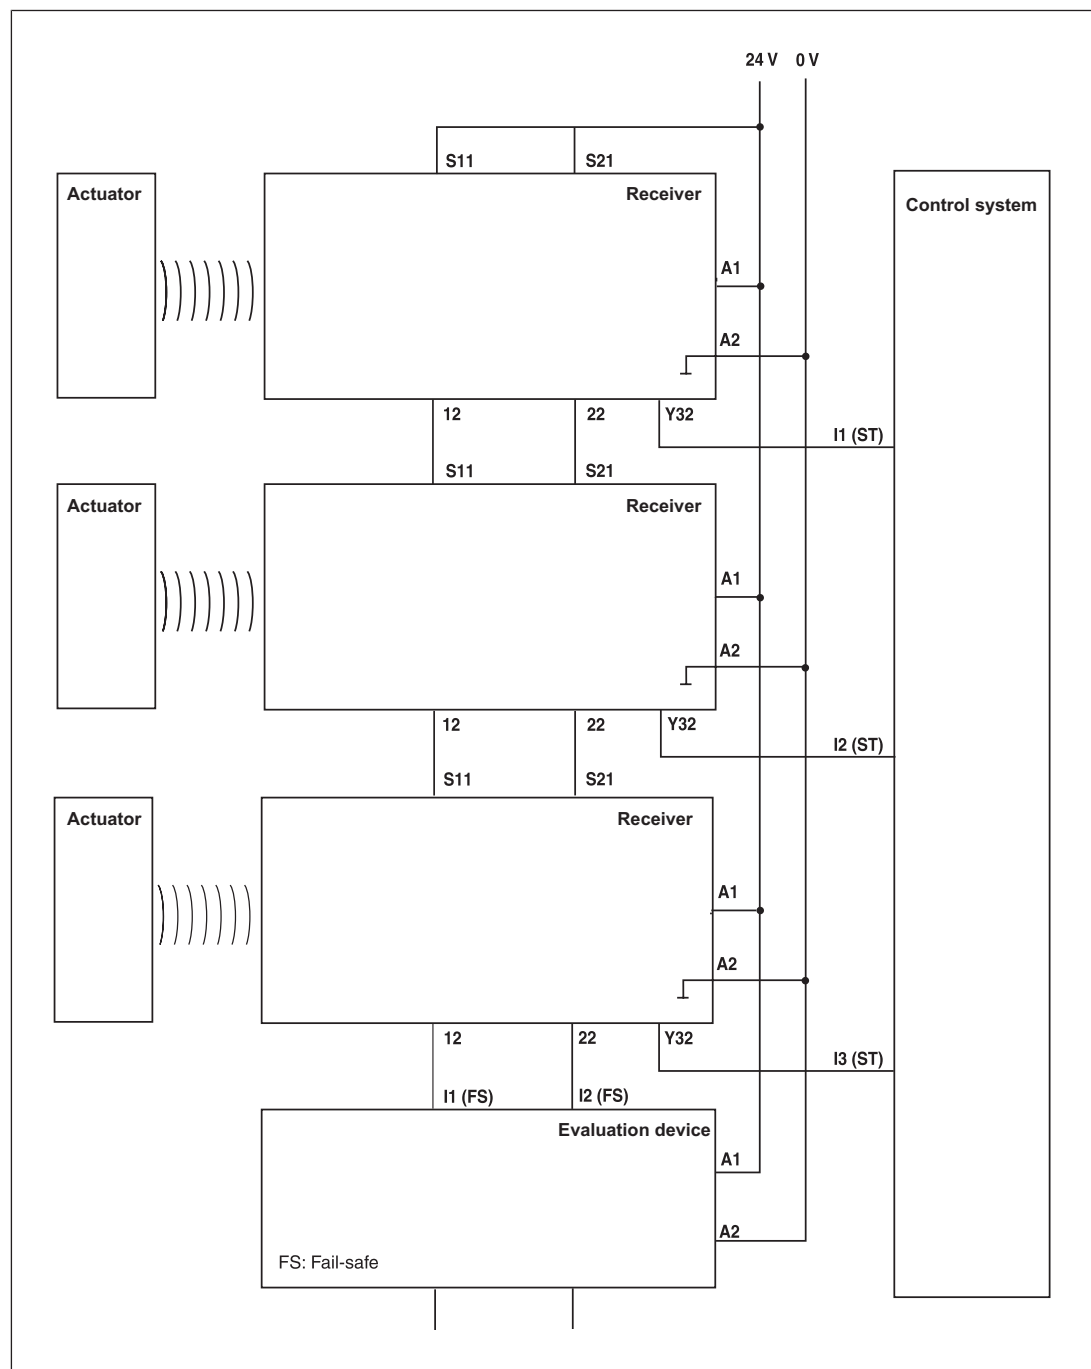 24 V 0 V
S11 S21
Actuator Receiver Control system
A1
A2
12 22 Y32
I1 (ST)
S11 S21
Actuator Receiver
A1
A2
12 22 Y32
I2 (ST)
S11 S21
Actuator Receiver
A1
A2
12 22 Y32
I3 (ST)
I1 (FS) I2 (FS)
Evaluation device
A1
A2
FS: Fail-safe